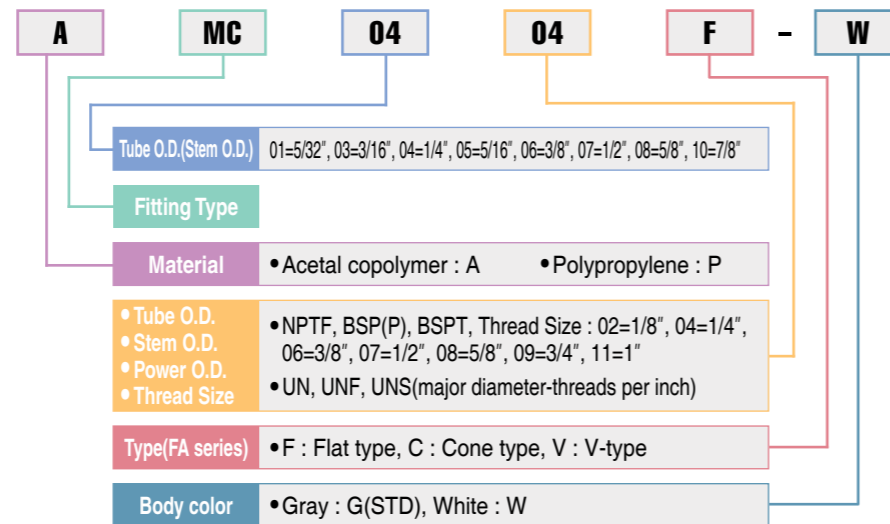 A MC 04 04 F – W
Tube O.D.(Stem O.D.) 01=5/32", 03=3/16", 04=1/4", 05=5/16", 06=3/8", 07=1/2", 08=5/8", 10=7/8"
Fitting Type
Material •Acetal copolymer : A •Polypropylene : P
•Tube O.D.
•Stem O.D.
•Power O.D.
•Thread Size
•NPTF, BSP(P), BSPT, Thread Size : 02=1/8", 04=1/4",
06=3/8", 07=1/2", 08=5/8", 09=3/4", 11=1"
•UN, UNF, UNS(major diameter-threads per inch)
Type(FA series) •F : Flat type, C : Cone type, V : V-type
Body color •Gray : G(STD), White : W